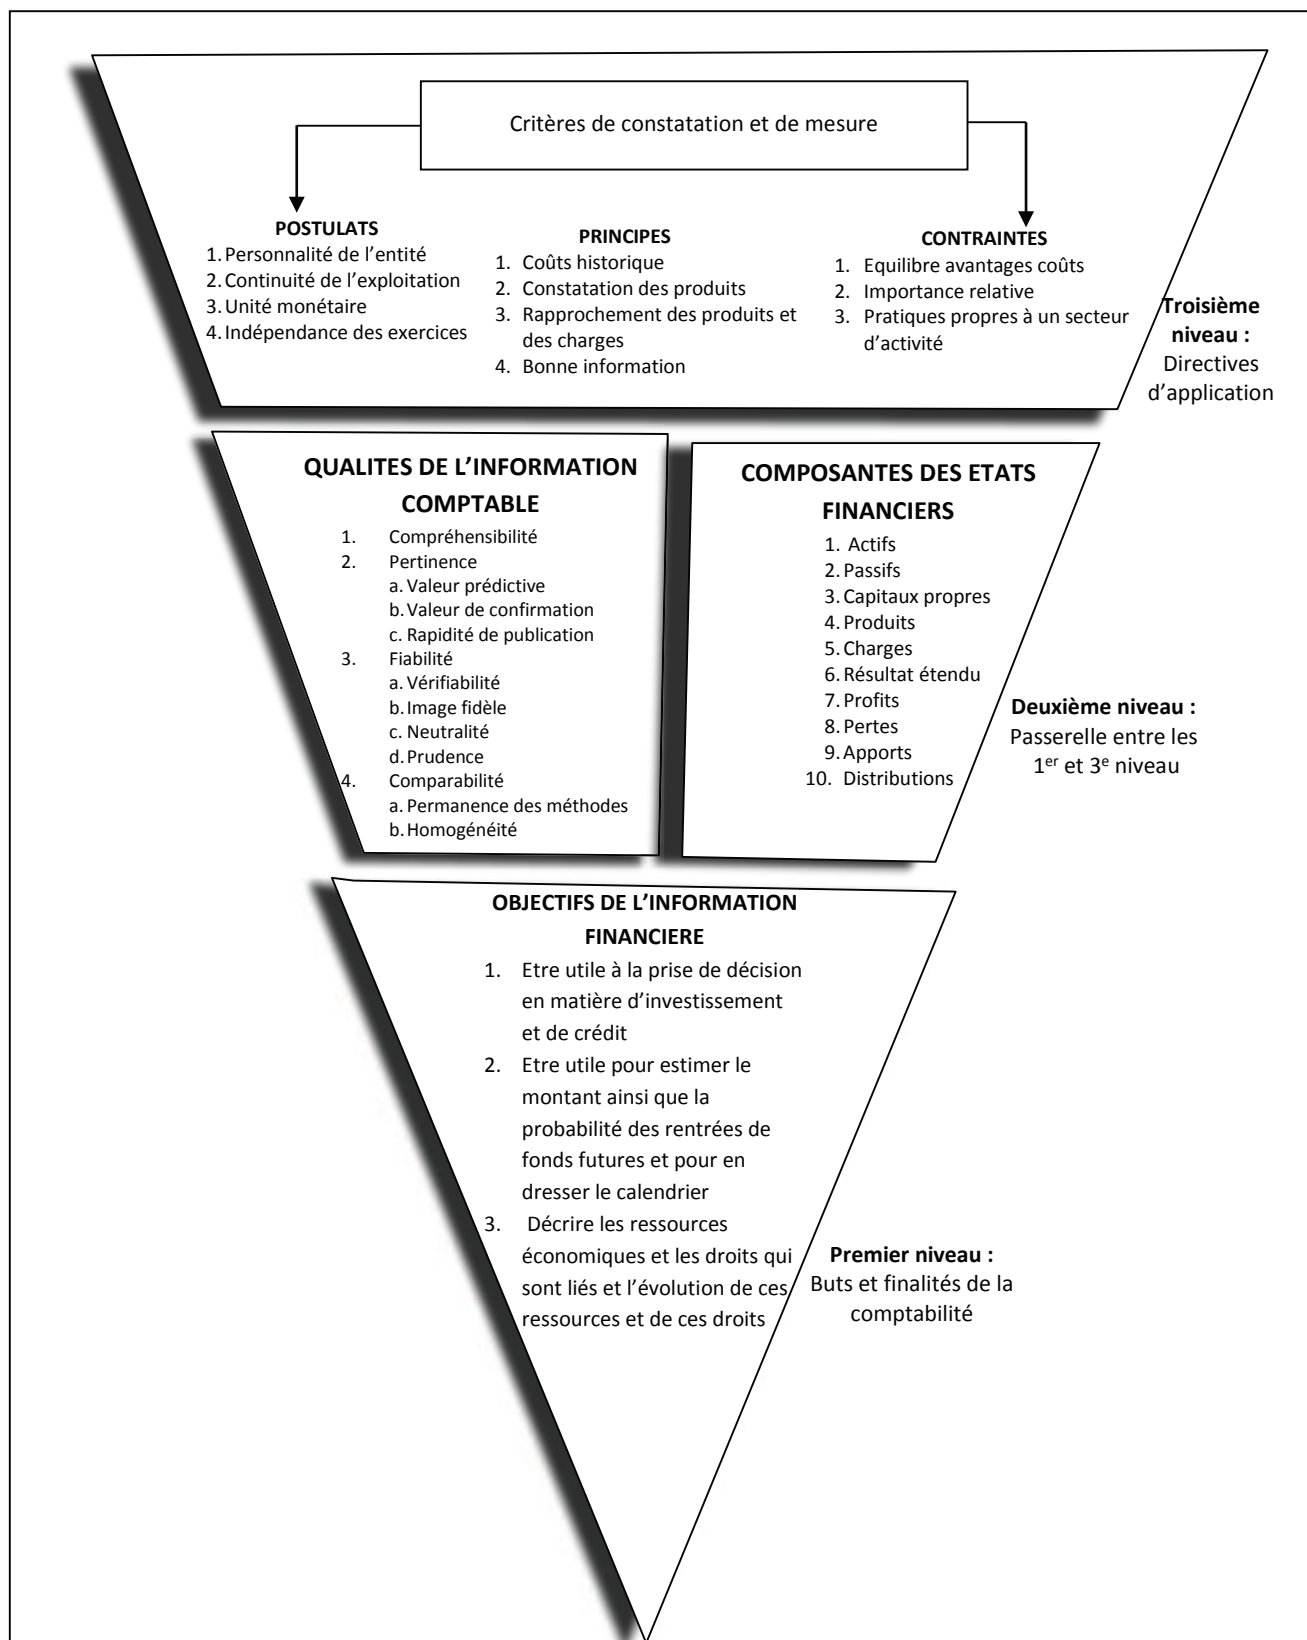 Critères de constatation et de mesure
POSTULATS
1. Personnalité de l’entité
2. Continuité de l’exploitation
3. Unité monétaire
4. Indépendance des exercices
PRINCIPES
1. Coûts historique
2. Constatation des produits
3. Rapprochement des produits et
des charges
4. Bonne information
CONTRAINTES
1. Equilibre avantages coûts
2. Importance relative
3. Pratiques propres à un secteur
d’activité
Troisième
niveau :
Directives
d’application
QUALITES DE L’INFORMATION
COMPTABLE
1. Compréhensibilité
2. Pertinence
a. Valeur prédictive
b. Valeur de confirmation
c. Rapidité de publication
3. Fiabilité
a. Vérifiabilité
b. Image fidèle
c. Neutralité
d. Prudence
4. Comparabilité
a. Permanence des méthodes
b. Homogénéité
COMPOSANTES DES ETATS
FINANCIERS
1. Actifs
2. Passifs
3. Capitaux propres
4. Produits
5. Charges
6. Résultat étendu
7. Profits
8. Pertes
9. Apports
10. Distributions
Deuxième niveau :
Passerelle entre les
1er et 3e niveau
OBJECTIFS DE L’INFORMATION
FINANCIERE
1. Etre utile à la prise de décision
en matière d’investissement
et de crédit
2. Etre utile pour estimer le
montant ainsi que la
probabilité des rentrées de
fonds futures et pour en
dresser le calendrier
3. Décrire les ressources
économiques et les droits qui
sont liés et l’évolution de ces
ressources et de ces droits
Premier niveau :
Buts et finalités de la
comptabilité